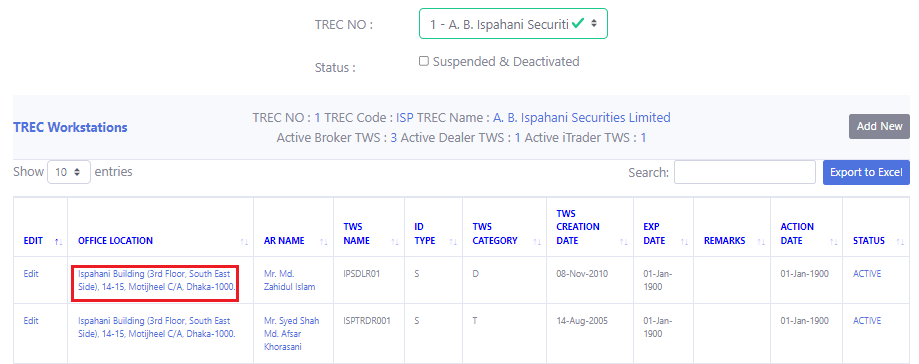 TREC NO :
1 - A. B. Ispahani Securiti
Status :
Suspended & Deactivated
TREC Workstations
TREC NO : 1 TREC Code : ISP TREC Name : A. B. Ispahani Securities Limited
Active Broker TWS : 3 Active Dealer TWS : 1 Active iTrader TWS : 1
Add New
Show 10 entries
Search:
Export to Excel
EDIT
OFFICE LOCATION
AR NAME
TWS
NAME
ID
TYPE
TWS
CATEGORY
TWS
CREATION
DATE
EXP
DATE
REMARKS
ACTION
DATE
STATUS
Edit
Ispahani Building (3rd Floor, South East
Side), 14-15, Motijheel C/A, Dhaka-1000.
Mr. Md.
Zahidul Islam
IPSDLR01
S
D
08-Nov-2010
01-Jan-
1900
01-Jan-1900
ACTIVE
Edit
Ispahani Building (3rd Floor, South East
Side), 14-15, Motijheel C/A, Dhaka-1000.
Mr. Syed Shah
Md. Afsar
Khorasani
ISPTRDR001
S
T
14-Aug-2005
01-Jan-
1900
01-Jan-1900
ACTIVE